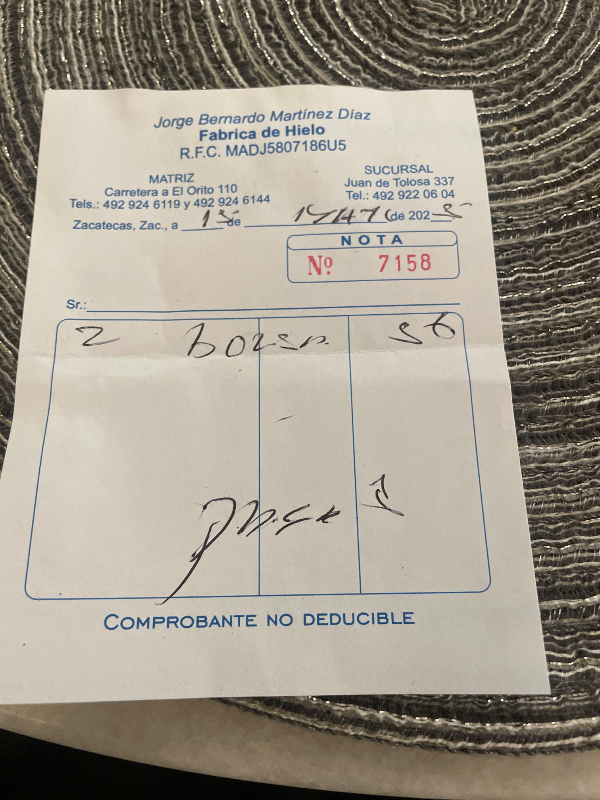 Jorge Bernardo Martínez Díaz
Fabrica de Hielo
R.F.C. MADJ5807186U5
MATRIZ
Carretera a El Orito 110
Tels.: 492 924 6119 y 492 924 6144
SUCURSAL
Juan de Tolosa 337
Tel.: 492 922 06 04
Zacatecas, Zac., a 15 de de 2025
NOTA
Nº 7158
Sr.:
2 bolsa 56
COMPROBANTE NO DEDUCIBLE